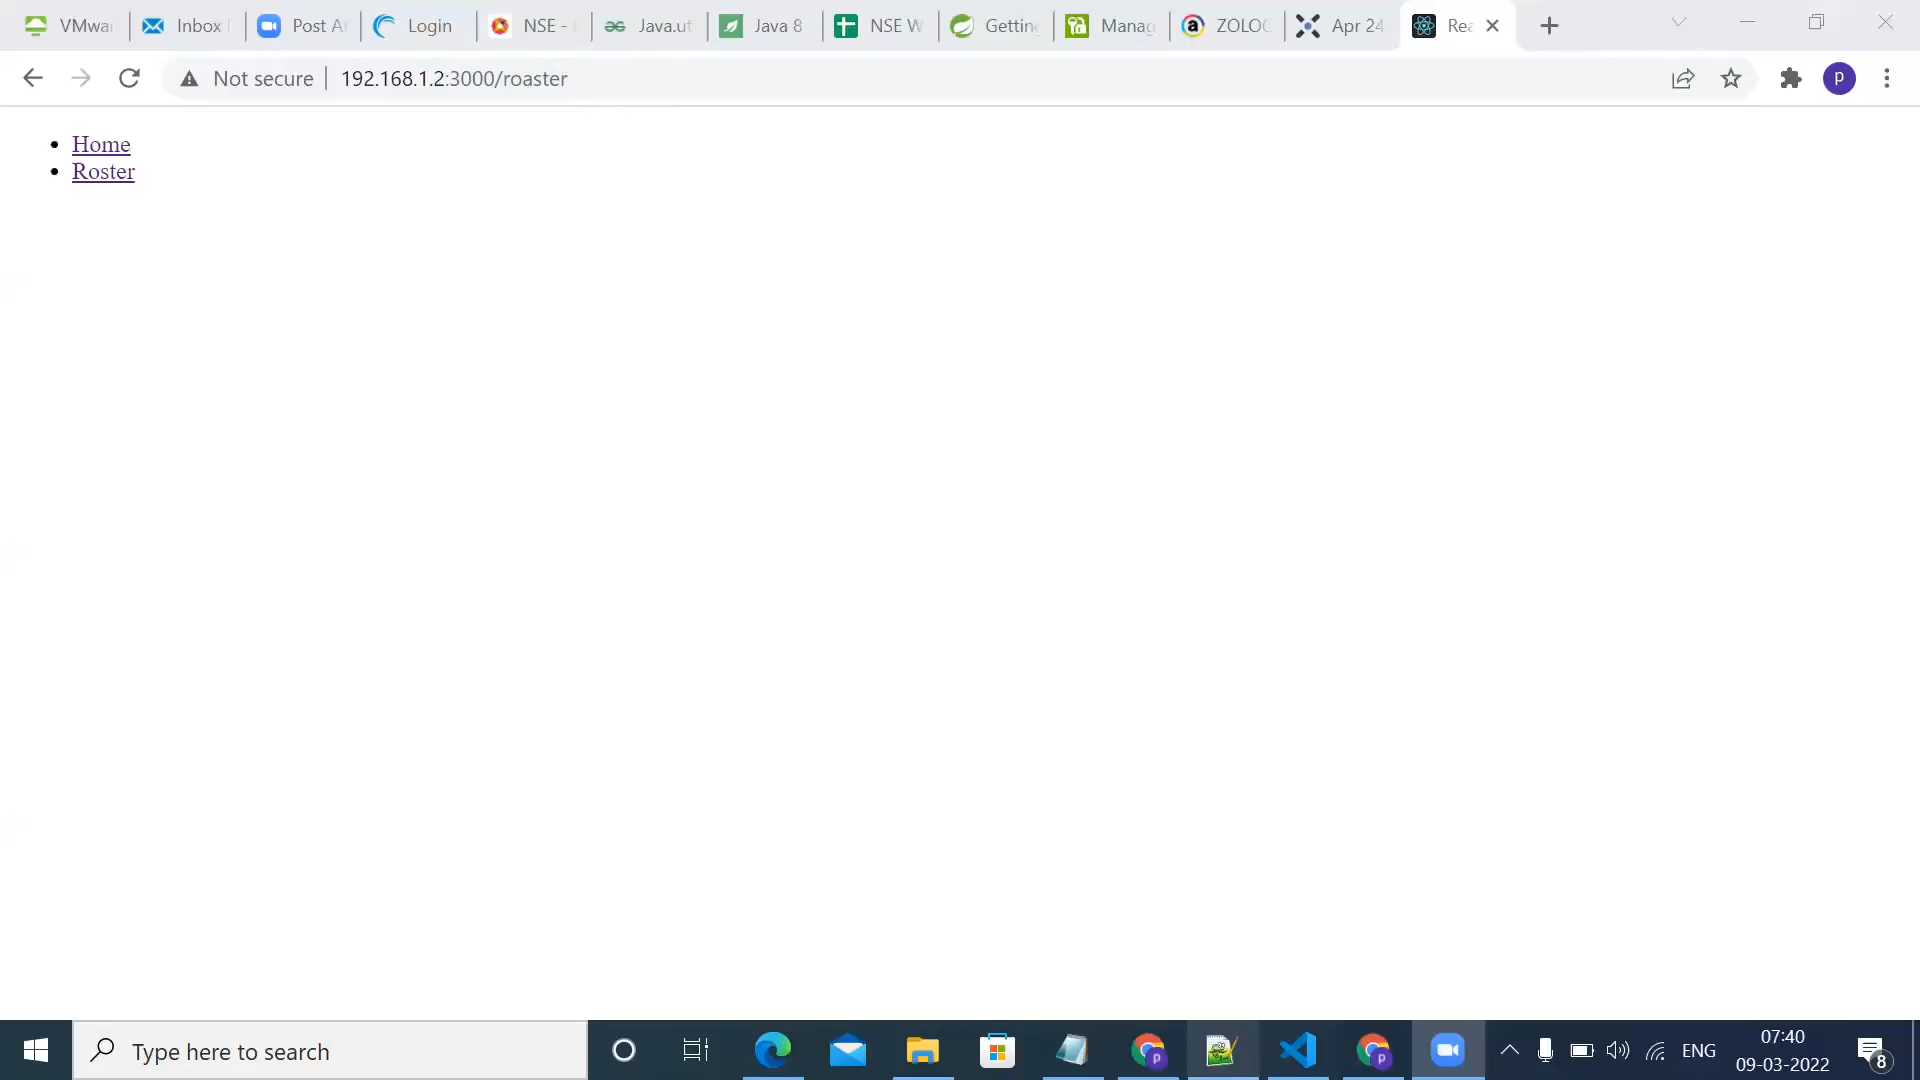 VMwa
Inbox
Post A
Login
NSE -
Java.ut
Java 8
NSE W
Gettin
Manag
ZOLO
Apr 24
Rea
Not secure
192.168.1.2:3000/roaster
P
Home
Roster
Type here to search
P
P
ENG
07:40
09-03-2022
8